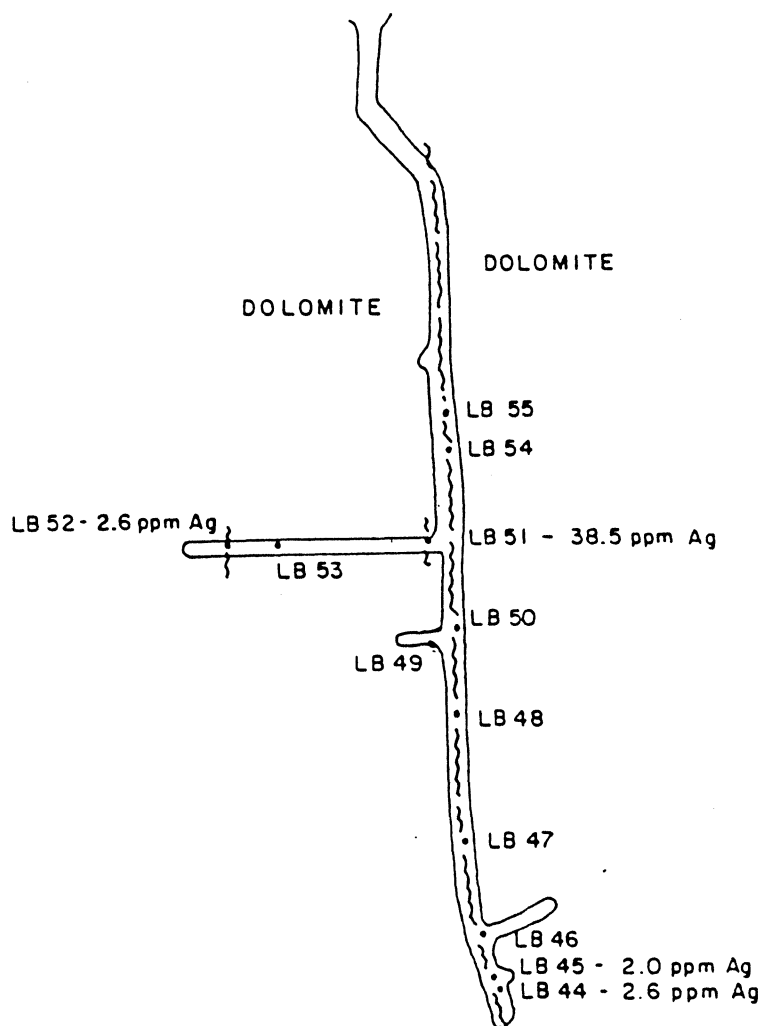 DOLOMITE
DOLOMITE
LB 55
LB 54
LB 52 - 2.6 ppm Ag
LB 51 - 38.5 ppm Ag
LB 53
LB 50
LB 49
LB 48
LB 47
LB 46
LB 45 - 2.0 ppm Ag
LB 44 - 2.6 ppm Ag